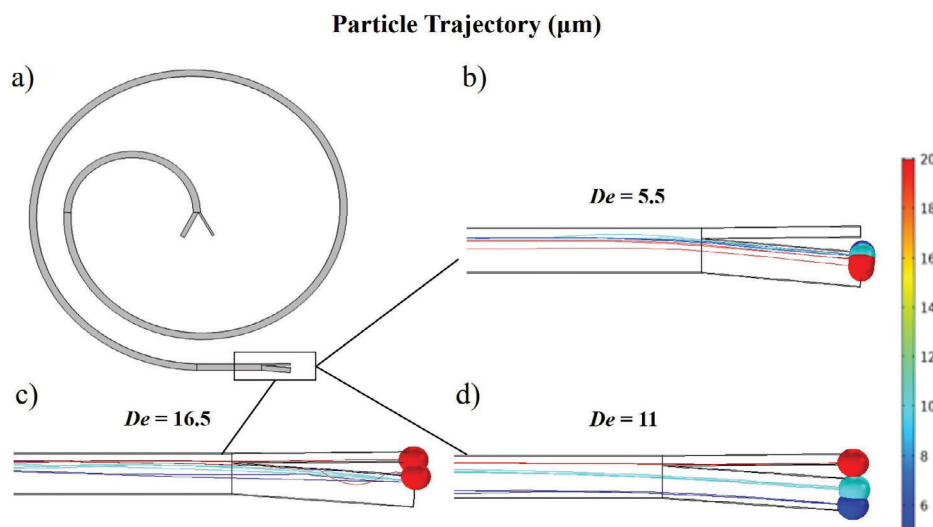 Particle Trajectory (μm)
a)
b)
De = 5.5
20
18
16
14
12
10
8
6
c)
De = 16.5
d)
De = 11